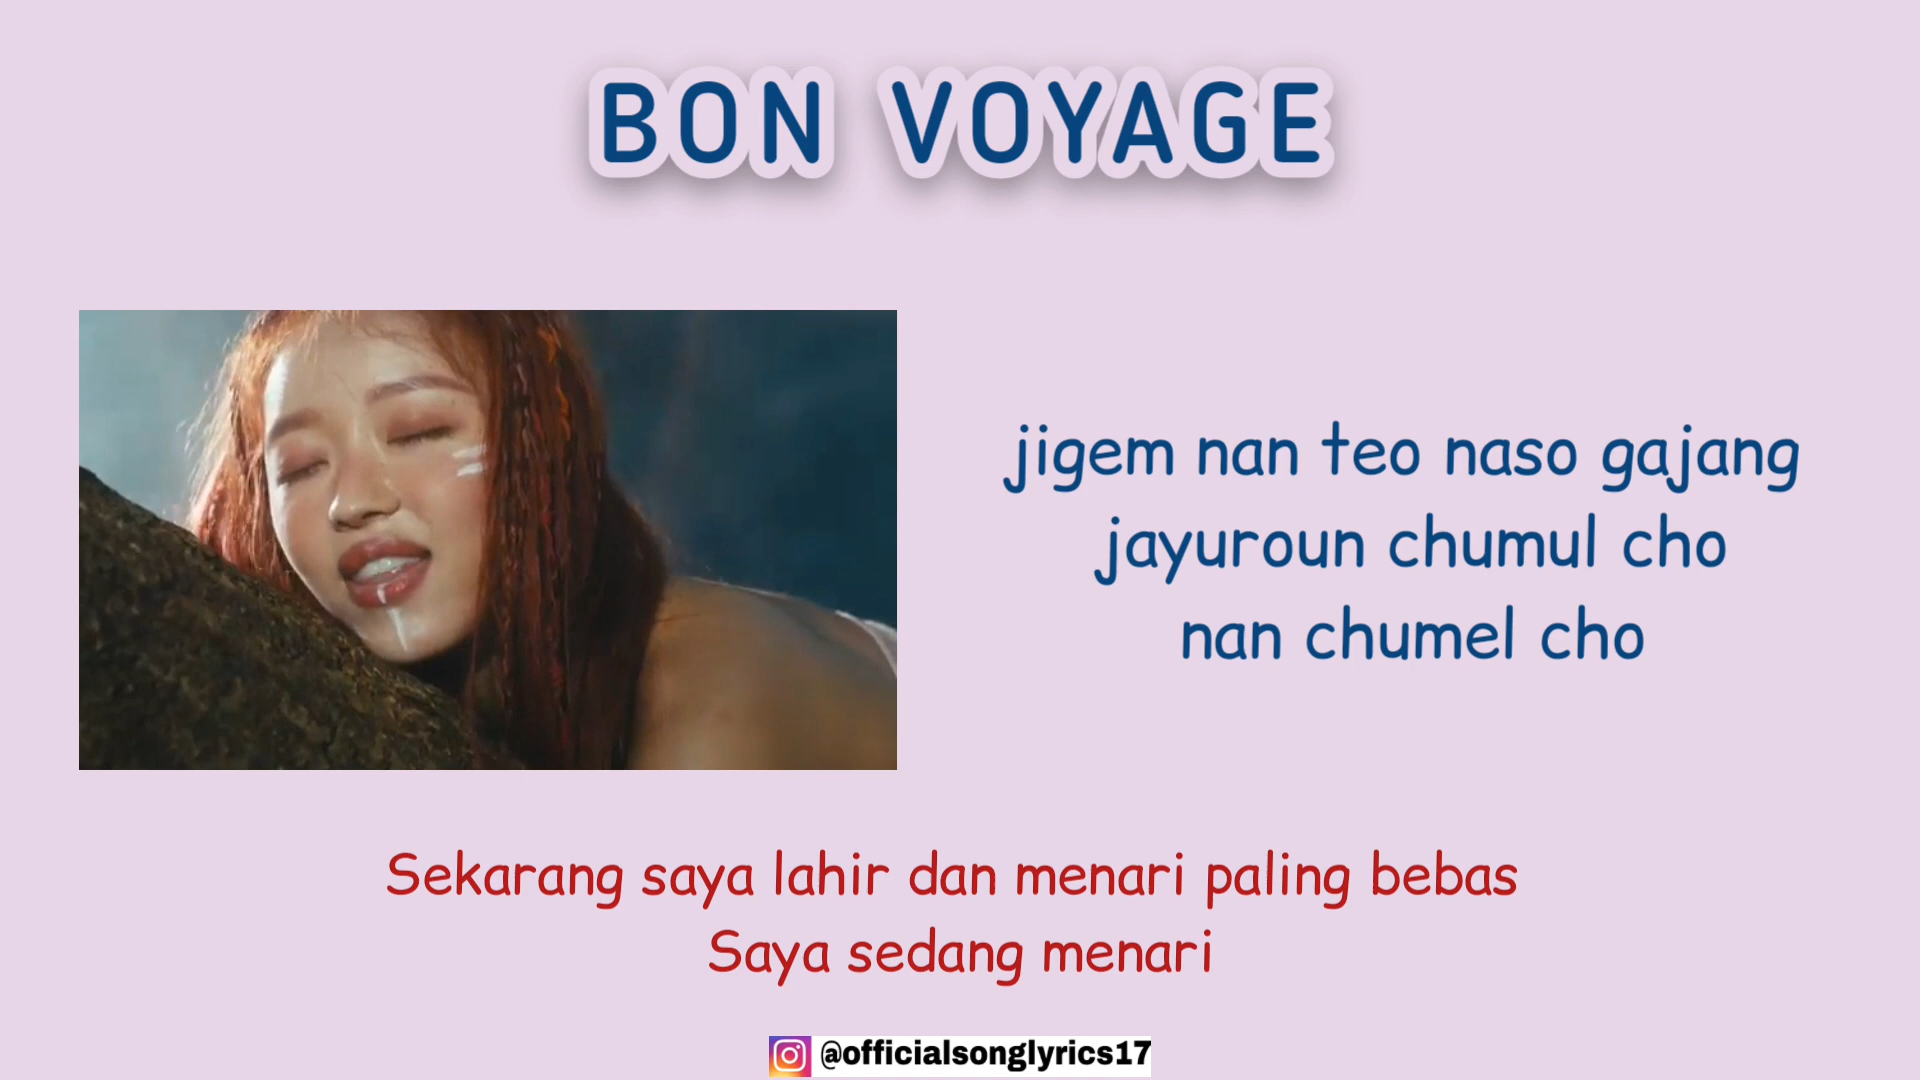 BON VOYAGE
jigem nan teo naso gajang
jayuroun chumul cho
nan chumel cho
Sekarang saya lahir dan menari paling bebas
Saya sedang menari
@officialsonglyrics17